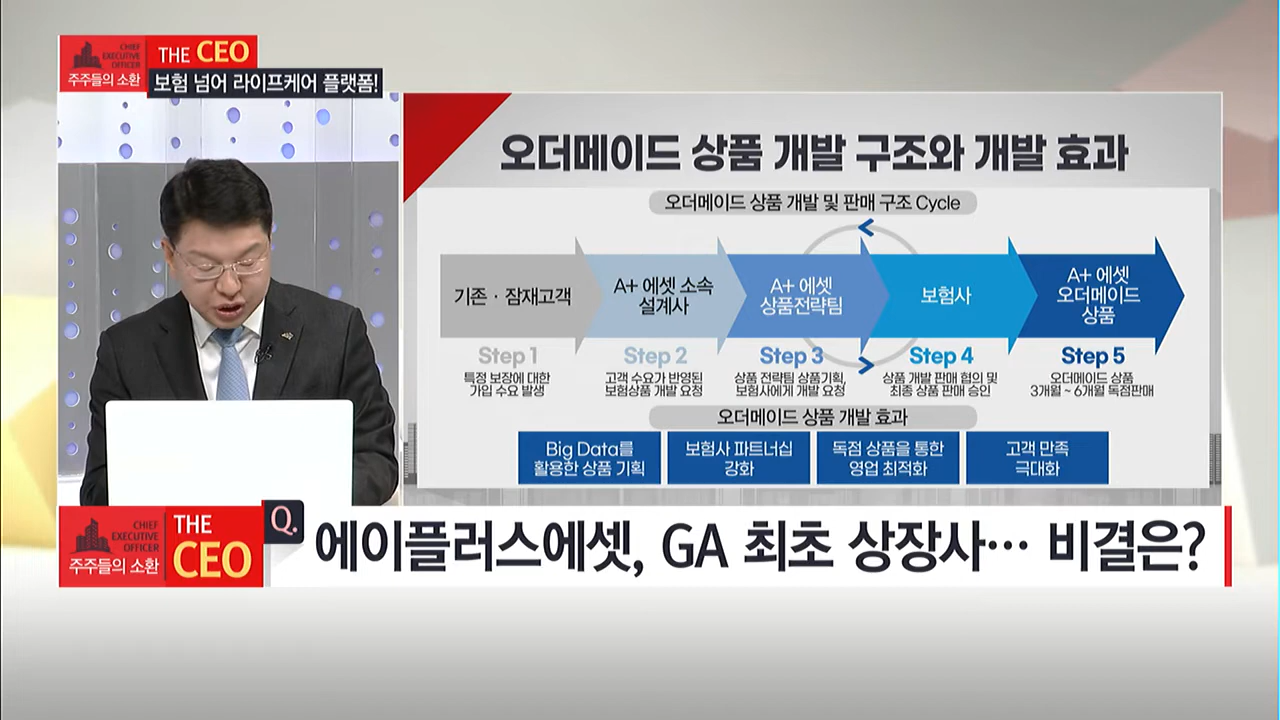 CHIEF
EXECUTIVE
OFFICER
주주들의 소환
THE CEO
보험 넘어 라이프케어 플랫폼!
오더메이드 상품 개발 구조와 개발 효과
오더메이드 상품 개발 및 판매 구조 Cycle
기존 · 잠재고객
A+ 에셋 소속
설계사
A+ 에셋
상품전략팀
보험사
A+ 에셋
오더메이드
상품
Step 1
특정 보장에 대한
가입 수요 발생
Step 2
고객 수요가 반영된
보험상품 개발 요청
Step 3
상품 전략팀 상품기획,
보험사에게 개발 요청
Step 4
상품 개발 판매 협의 및
최종 상품 판매 승인
Step 5
오더메이드 상품
3개월 ~ 6개월 독점판매
오더메이드 상품 개발 효과
Big Data를
활용한 상품 기획
보험사 파트너십
강화
독점 상품을 통한
영업 최적화
고객 만족
극대화
CHIEF
EXECUTIVE
OFFICER
주주들의 소환
THE
CEO
Q.
에이플러스에셋, GA 최초 상장사… 비결은?